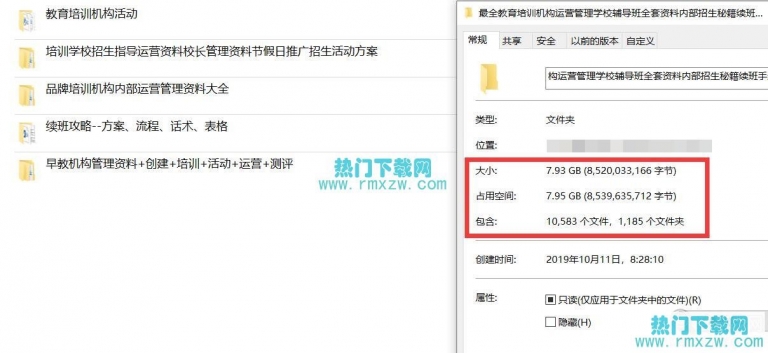 教育培训机构活动
培训学校招生指导运营资料校长管理资料节假日推广招生活动方案
品牌培训机构内部运营管理资料大全
续班攻略--方案、流程、话术、表格
早教机构管理资料+创建+培训+活动+运营+测评
热门下载网
www.rmxzw.com
最全教育培训机构运营管理学校辅导班全套资料内部招生秘籍续班...
常规 共享 安全 以前的版本 自定义
构运营管理学校辅导班全套资料内部招生秘籍续班手
类型: 文件夹
位置:
大小: 7.93 GB (8,520,033,166 字节)
占用空间: 7.95 GB (8,539,635,712 字节)
包含: 10,583 个文件，1,185 个文件夹
创建时间: 2019年10月11日，8:28:10
属性: 只读(仅应用于文件夹中的文件)(R)
隐藏(H)
热门下载网
www.rmxzw.com